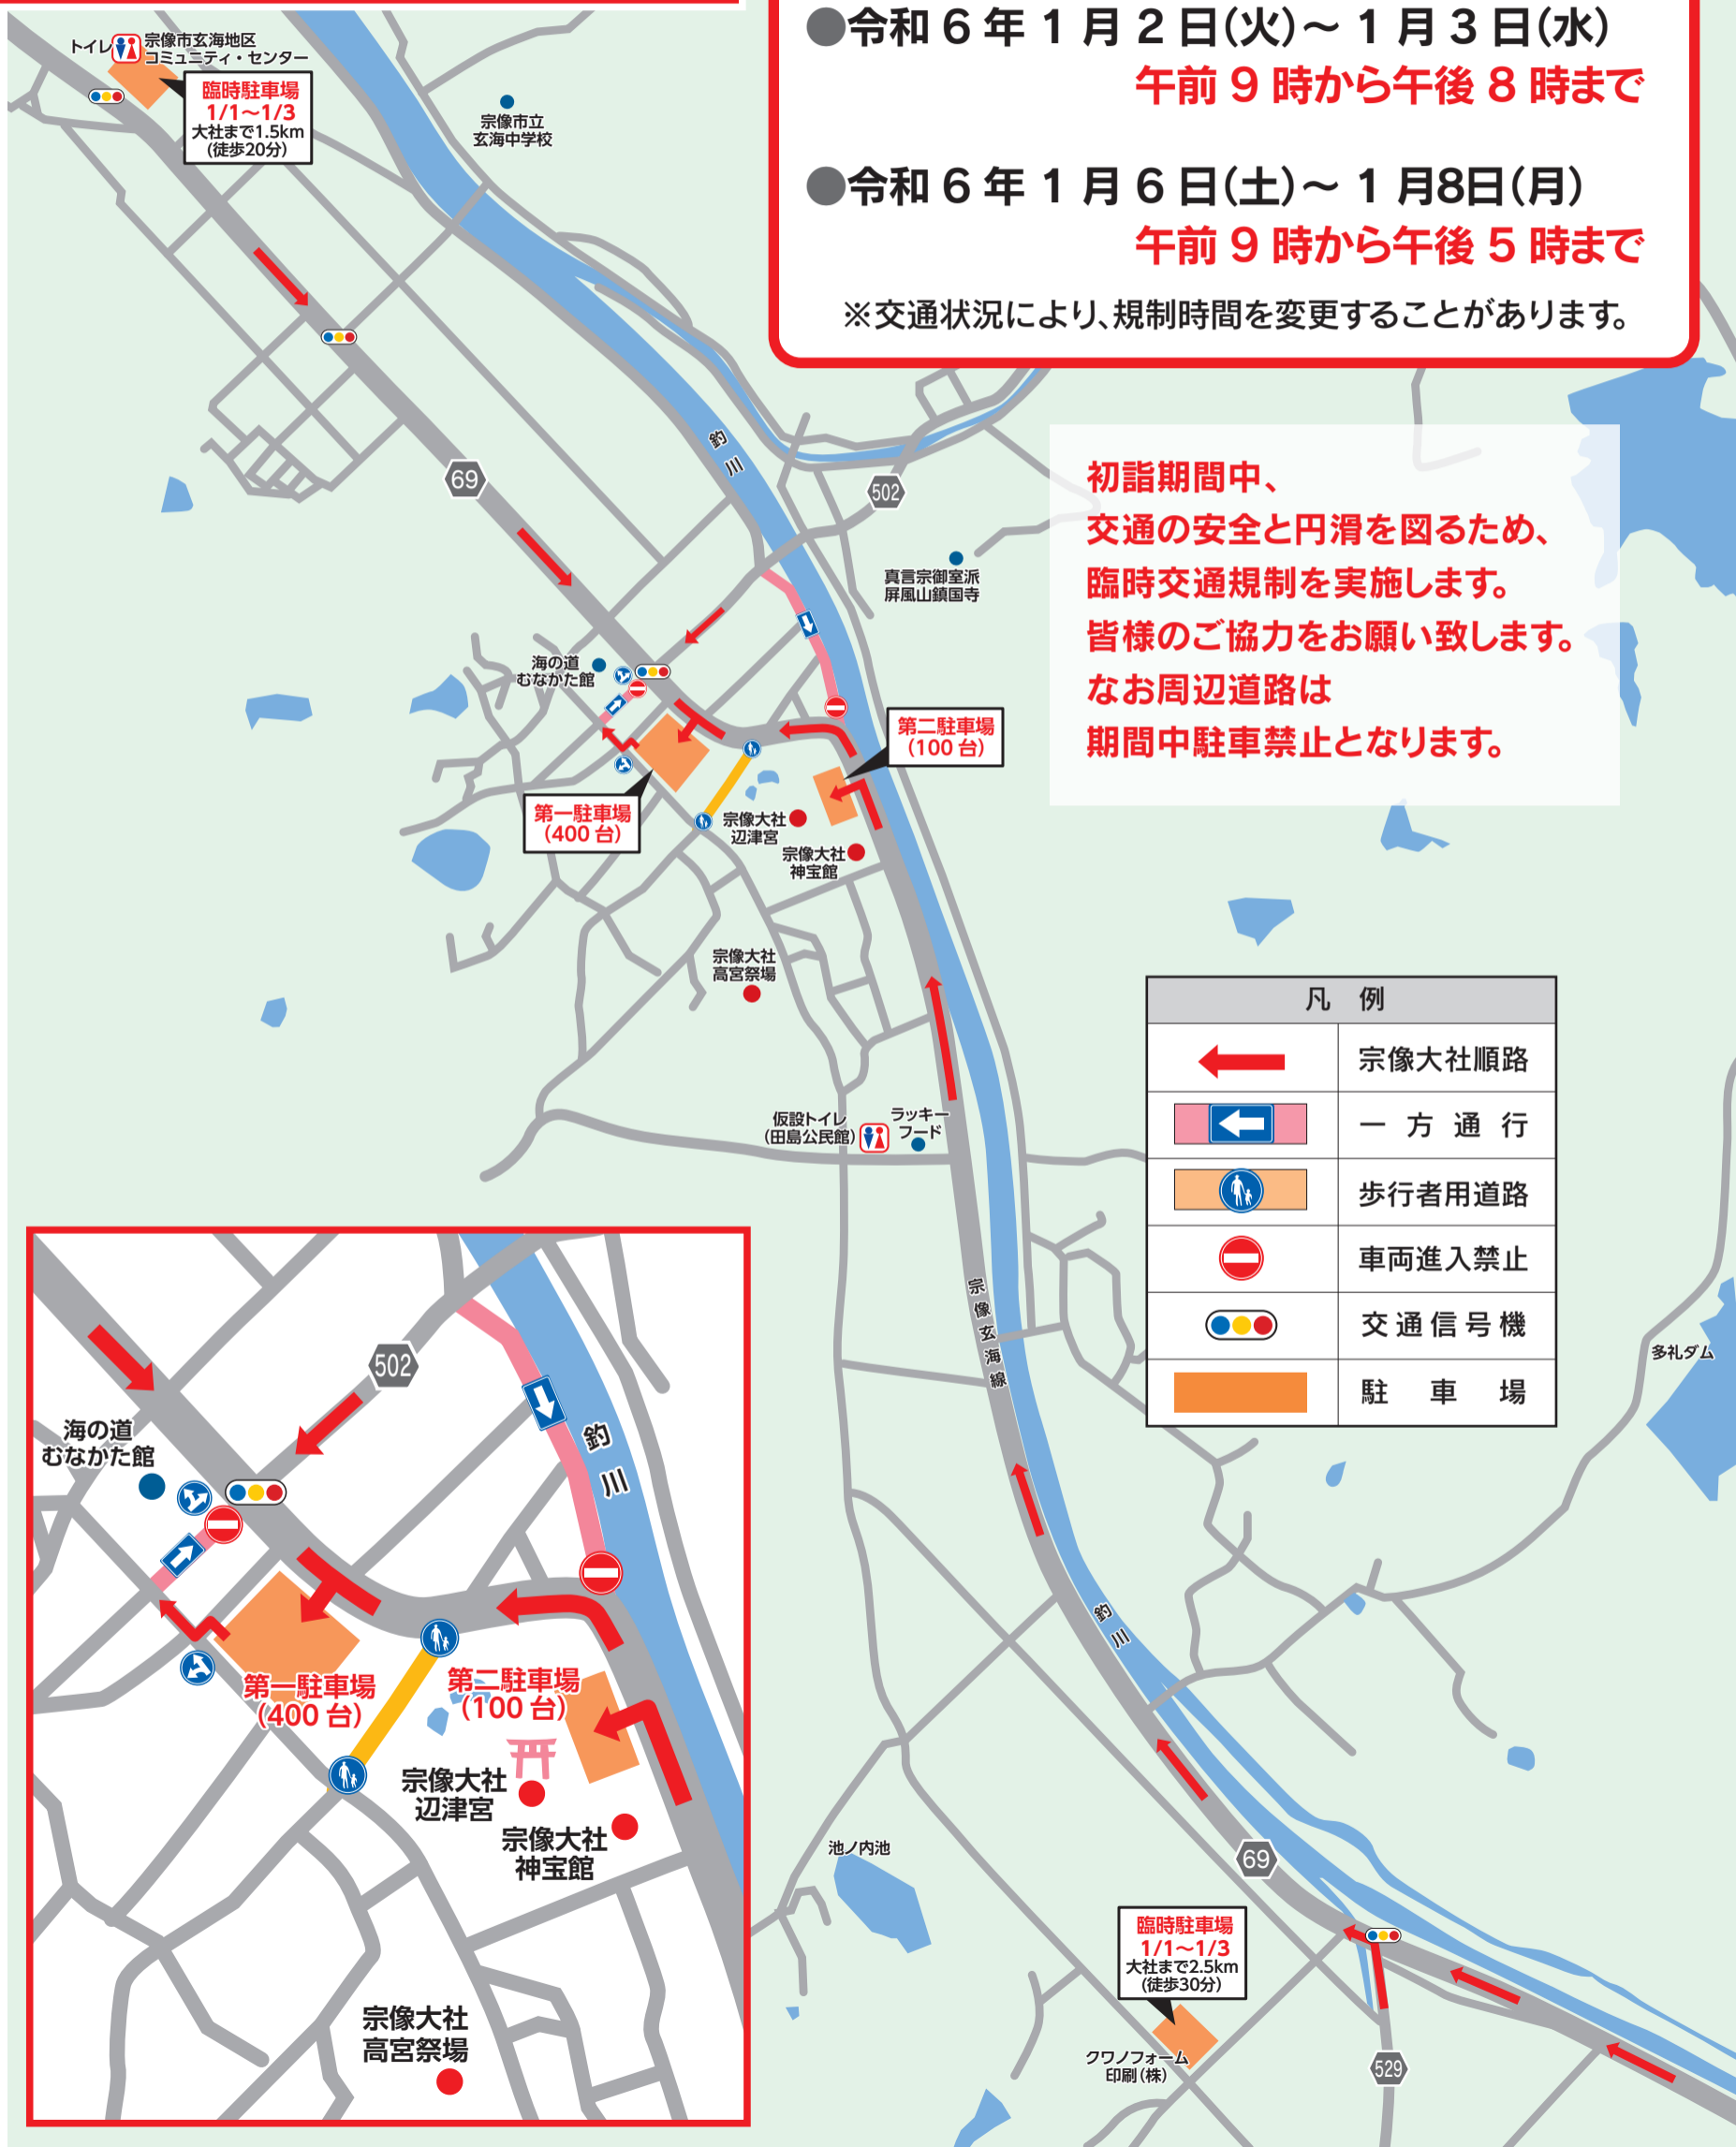 ●令和6年1月2日(火)～1月3日(水)
午前9時から午後8時まで
●令和6年1月6日(土)～1月8日(月)
午前9時から午後5時まで
※交通状況により、規制時間を変更することがあります。
トイレ
宗像市玄海地区
コミュニティ・センター
臨時駐車場
1/1～1/3
大社まで1.5km
(徒歩20分)
宗像市立
玄海中学校
釣川
69
502
初詣期間中、
交通の安全と円滑を図るため、
臨時交通規制を実施します。
皆様のご協力をお願い致します。
なお周辺道路は
期間中駐車禁止となります。
真言宗御室派
屏風山鎮国寺
海の道
むなかた館
第二駐車場
(100台)
第一駐車場
(400台)
宗像大社
辺津宮
宗像大社
神宝館
宗像大社
高宮祭場
凡 例
宗像大社順路
一方通行
歩行者用道路
車両進入禁止
交通信号機
駐車場
仮設トイレ
(田島公民館)
ラッキー
フード
宗像玄海線
多礼ダム
釣川
502
海の道
むなかた館
釣川
第一駐車場
(400台)
第二駐車場
(100台)
宗像大社
辺津宮
宗像大社
神宝館
宗像大社
高宮祭場
池ノ内池
69
臨時駐車場
1/1～1/3
大社まで2.5km
(徒歩30分)
クワノフォーム
印刷(株)
529